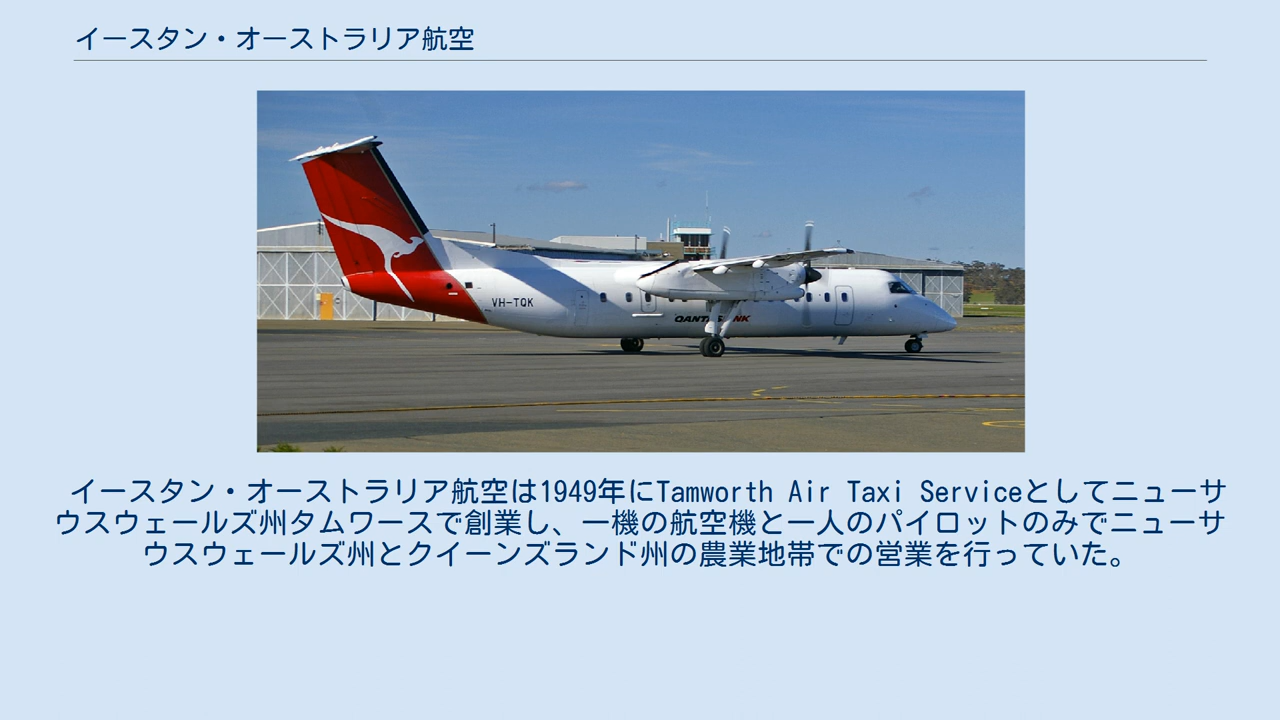 イースタン・オーストラリア航空
VH-TQK
イースタン・オーストラリア航空は1949年にTamworth Air Taxi Serviceとしてニューサ
ウスウェールズ州タムワースで創業し、一機の航空機と一人のパイロットのみでニューサ
ウスウェールズ州とクイーンズランド州の農業地帯での営業を行っていた。